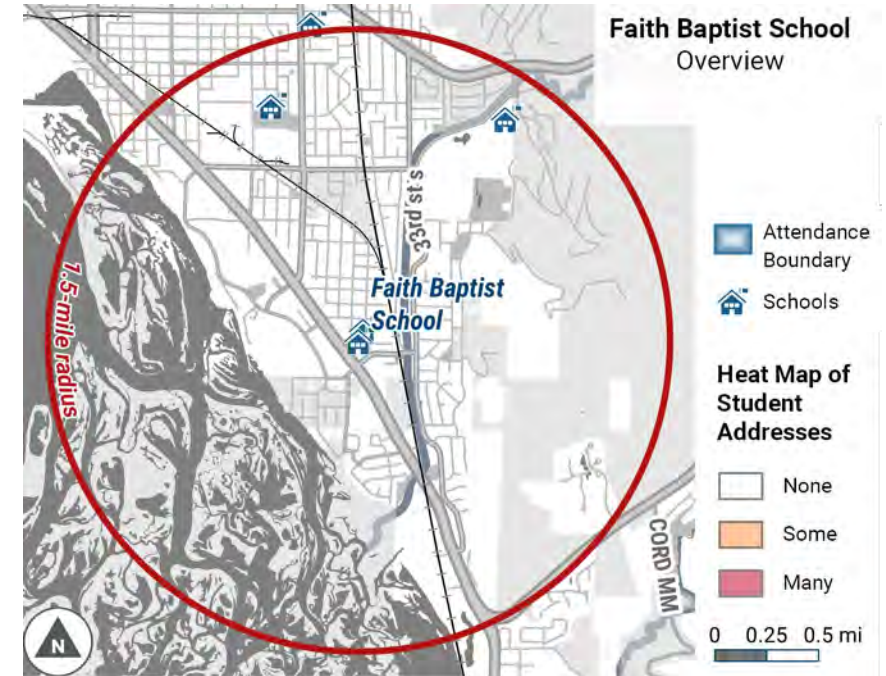 Faith Baptist School
Overview
33rd st s
Faith Baptist
School
1.5-mile radius
CORD MM
N
Attendance
Boundary
Schools
Heat Map of
Student
Addresses
None
Some
Many
0 0.25 0.5 mi